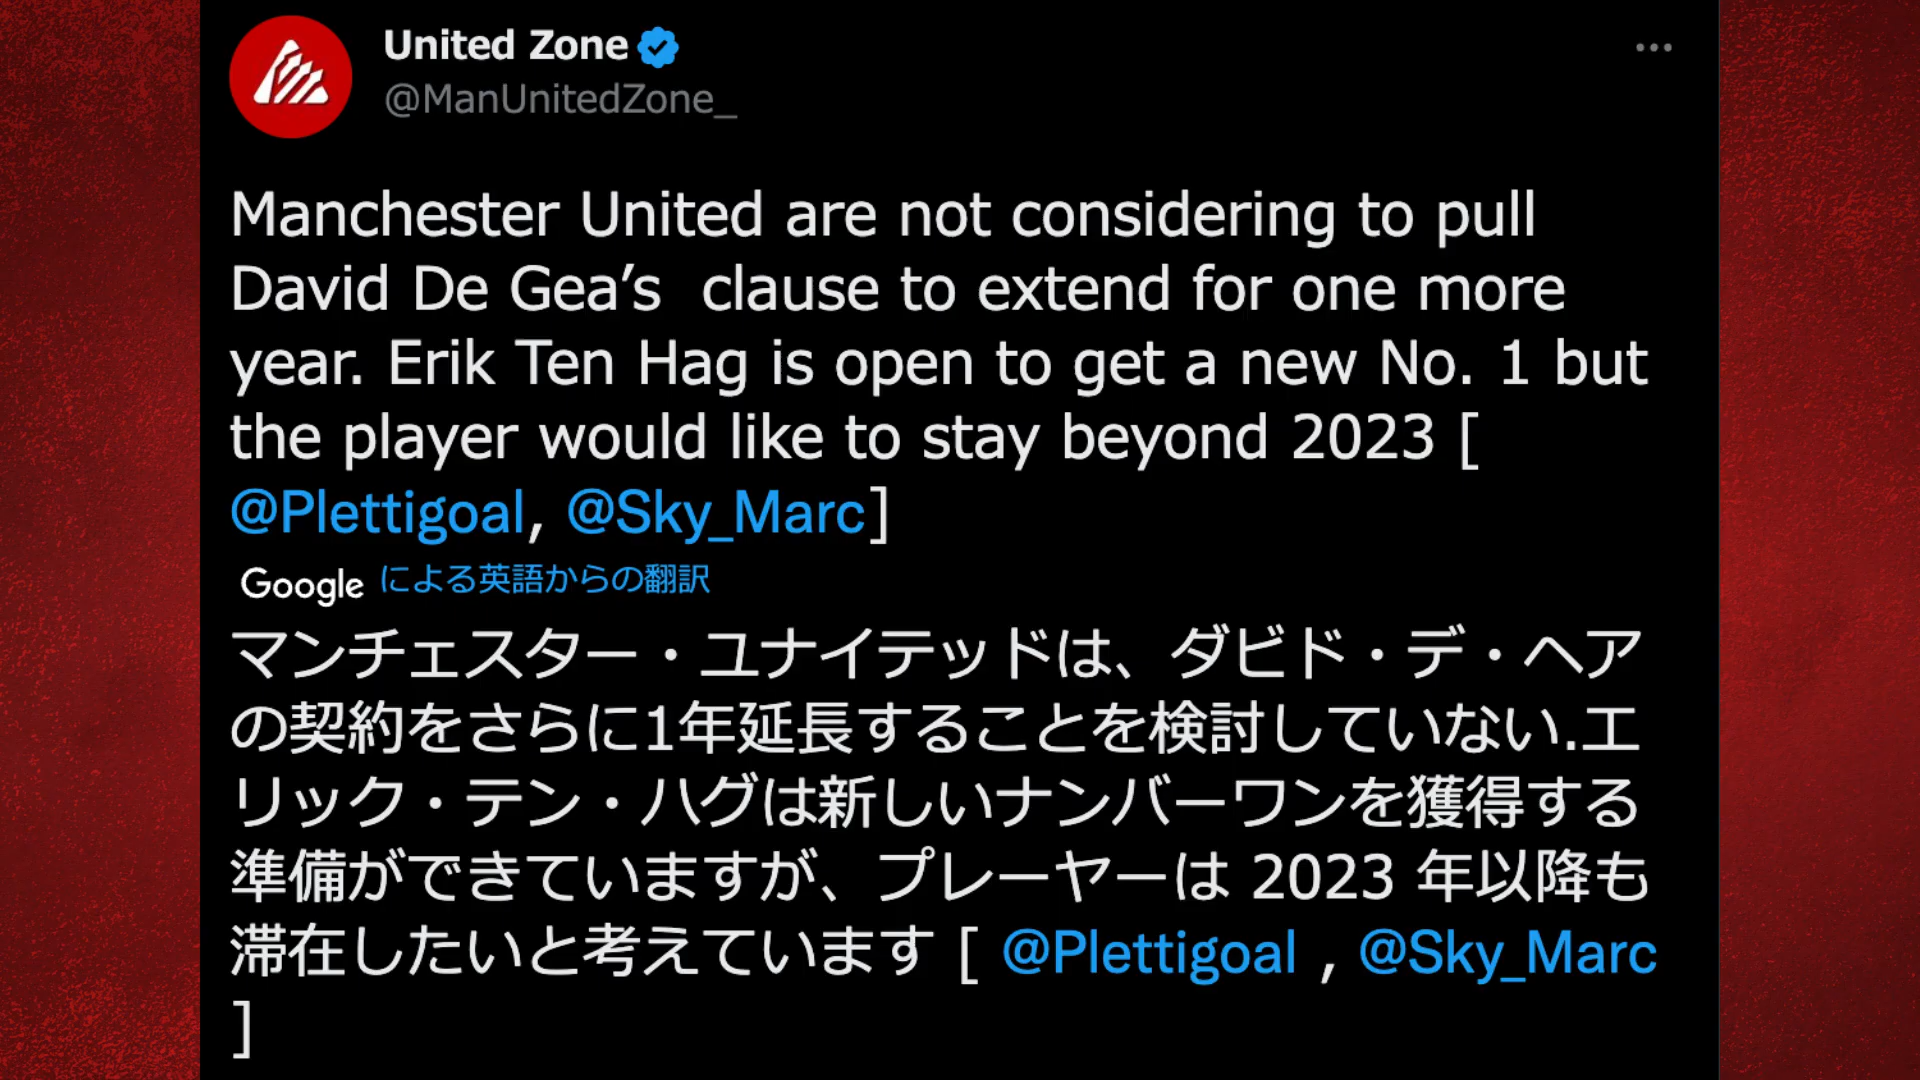 United Zone
@ManUnitedZone_
Manchester United are not considering to pull
David De Gea’s  clause to extend for one more
year. Erik Ten Hag is open to get a new No. 1 but
the player would like to stay beyond 2023 [
@Plettigoal, @Sky_Marc]
Google による英語からの翻訳
マンチェスター・ユナイテッドは、ダビド・デ・ヘア
の契約をさらに1年延長することを検討していない.エ
リック・テン・ハグは新しいナンバーワンを獲得する
準備ができていますが、プレーヤーは 2023 年以降も
滞在したいと考えています [ @Plettigoal , @Sky_Marc
]